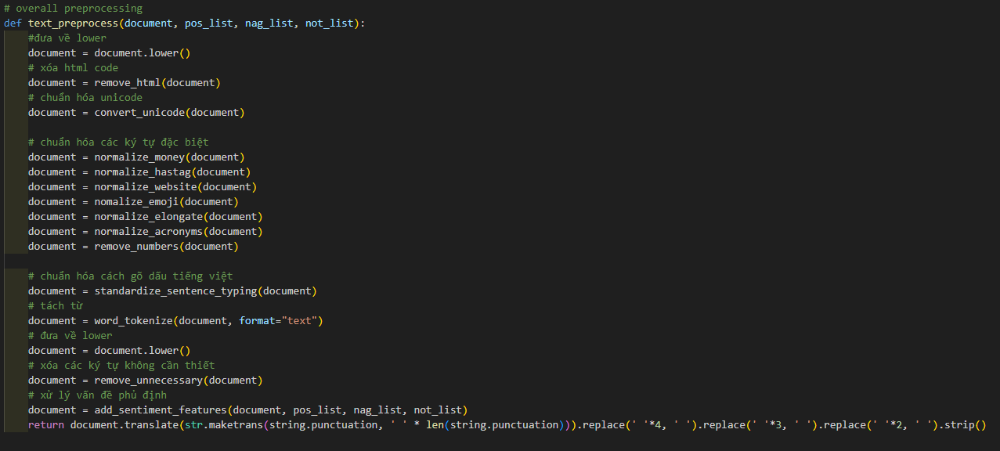 # overall preprocessing
def text_preprocess(document, pos_list, nag_list, not_list):
    #đưa về lower
    document = document.lower()
    # xóa html code
    document = remove_html(document)
    # chuẩn hóa unicode
    document = convert_unicode(document)

    # chuẩn hóa các ký tự đặc biệt
    document = normalize_money(document)
    document = normalize_hastag(document)
    document = normalize_website(document)
    document = nomalize_emoji(document)
    document = normalize_elongate(document)
    document = normalize_acronyms(document)
    document = remove_numbers(document)

    # chuẩn hóa cách gõ dấu tiếng việt
    document = standardize_sentence_typing(document)
    # tách từ
    document = word_tokenize(document, format="text")
    # đưa về lower
    document = document.lower()
    # xóa các ký tự không cần thiết
    document = remove_unnecessary(document)
    # xử lý vấn đề phủ định
    document = add_sentiment_features(document, pos_list, nag_list, not_list)
    return document.translate(str.maketrans(string.punctuation, ' ' * len(string.punctuation))).replace(' '*4, ' ').replace(' '*3, ' ').replace(' '*2, ' ').strip()